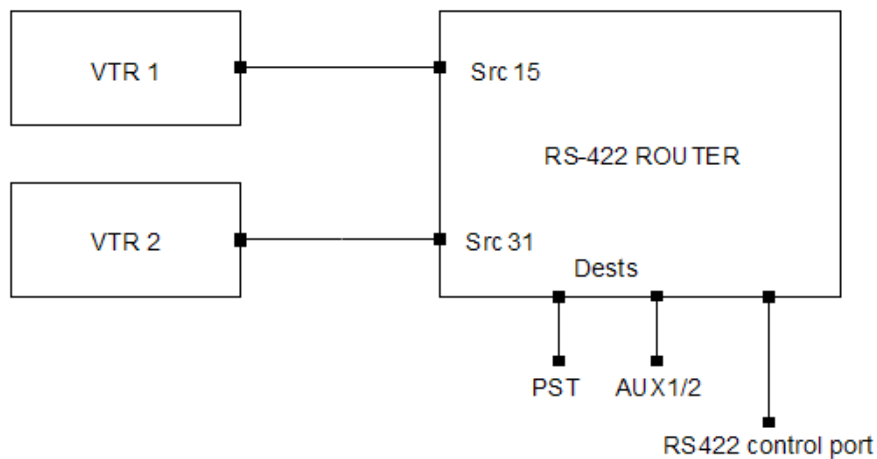 VTR 1
Src 15
RS-422 ROUTER
VTR 2
Src 31
Dests
PST
AUX1/2
RS422 control port